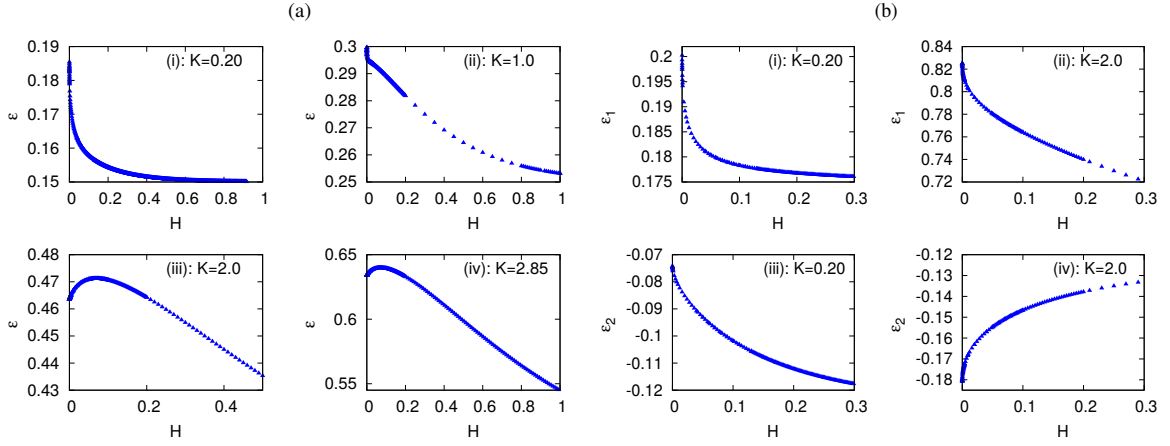 (a)
(b)
0.19
0.18
0.17
0.16
0.15
ε
(i): K=0.20
0 0.2 0.4 0.6 0.8 1
H
0.3
0.29
0.28
0.26
0.25
ε
(ii): K=1.0
0 0.2 0.4 0.6 0.8 1
H
0.2
0.195
0.19
0.185
0.18
0.175
ε1
(i): K=0.20
0 0.1 0.2 0.3
H
0.84
0.82
0.8
0.78
0.76
0.74
0.72
ε1
(ii): K=2.0
0 0.1 0.2 0.3
H
0.48
0.47
0.46
0.45
0.44
0.43
ε
(iii): K=2.0
0 0.2 0.4
H
0.65
0.6
0.55
ε
(iv): K=2.85
0 0.2 0.4 0.6 0.8 1
H
-0.07
-0.08
-0.09
-0.1
-0.11
-0.12
ε2
(iii): K=0.20
0 0.1 0.2 0.3
H
-0.12
-0.13
-0.14
-0.15
-0.16
-0.17
-0.18
ε2
(iv): K=2.0
0 0.1 0.2 0.3
H